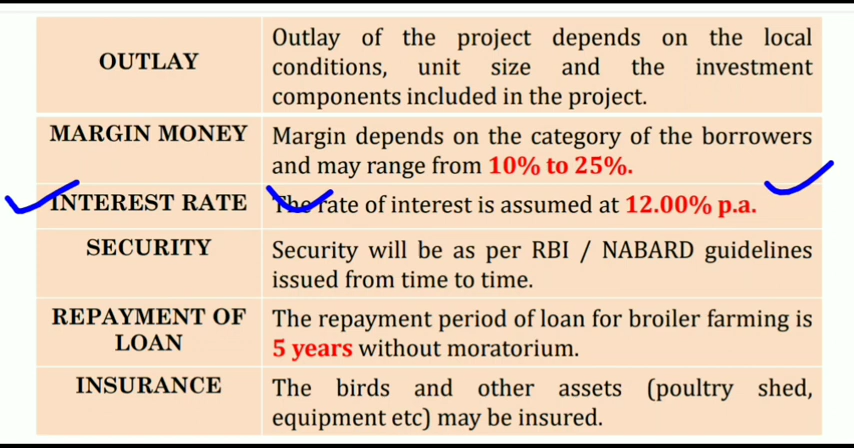 OUTLAY
Outlay of the project depends on the local
conditions, unit size and the investment
components included in the project.
MARGIN MONEY
Margin depends on the category of the borrowers
and may range from 10% to 25%.
INTEREST RATE
The rate of interest is assumed at 12.00% p.a.
SECURITY
Security will be as per RBI / NABARD guidelines
issued from time to time.
REPAYMENT OF
LOAN
The repayment period of loan for broiler farming is
5 years without moratorium.
INSURANCE
The birds and other assets (poultry shed,
equipment etc) may be insured.